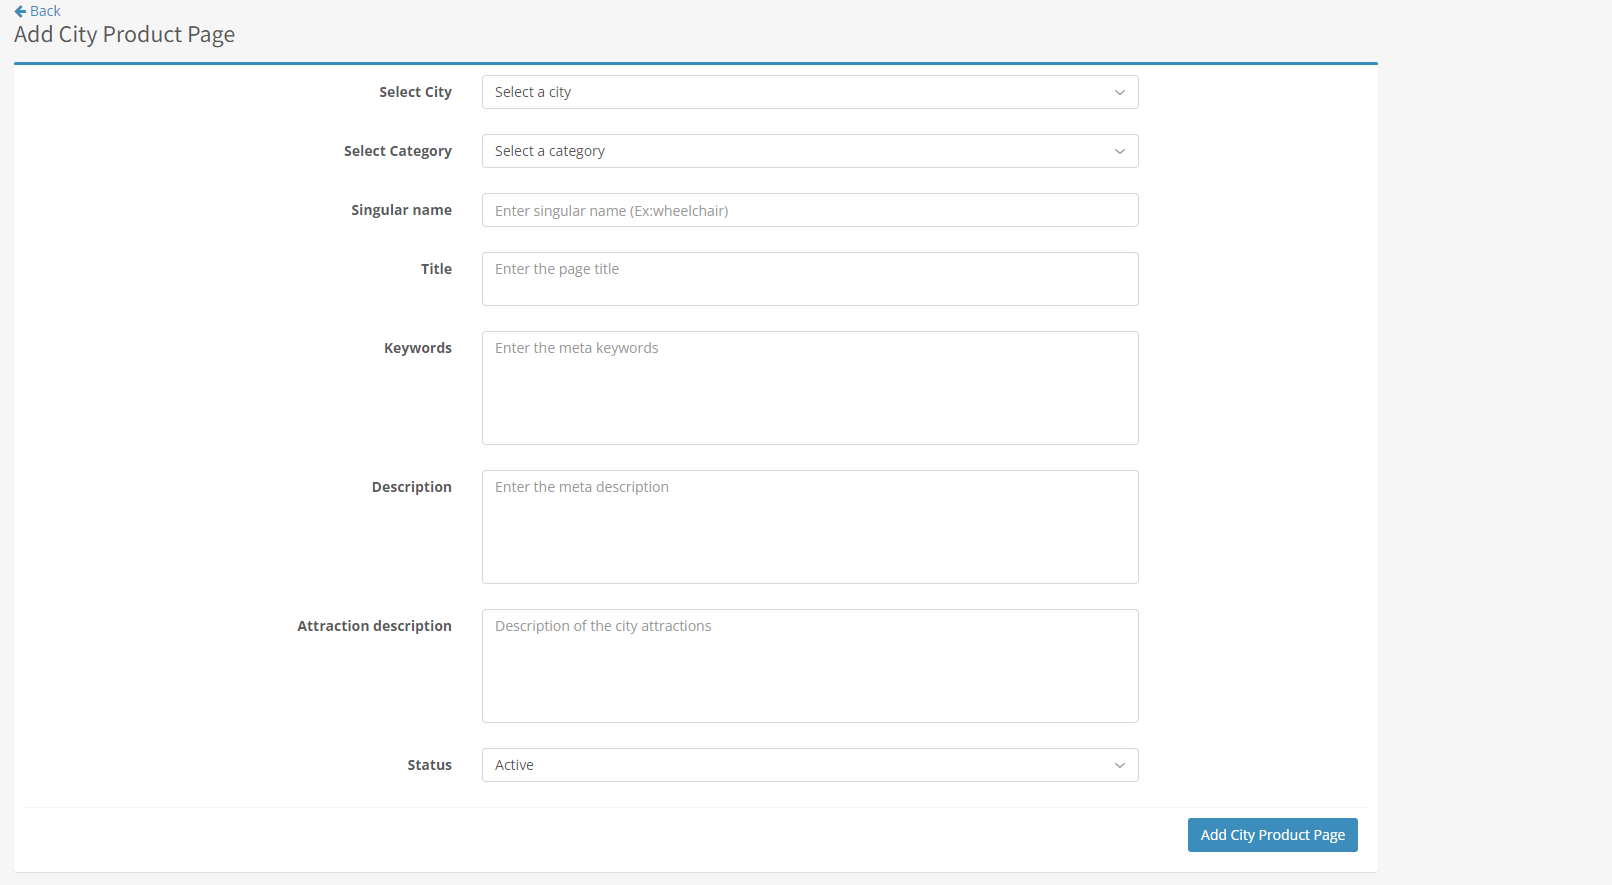 Back
Add City Product Page
Select City
Select a city
Select Category
Select a category
Singular name
Enter singular name (Ex:wheelchair)
Title
Enter the page title
Keywords
Enter the meta keywords
Description
Enter the meta description
Attraction description
Description of the city attractions
Status
Active
Add City Product Page